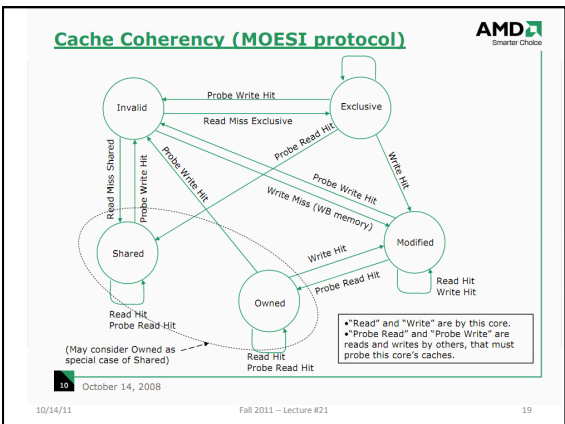 Cache Coherency (MOESI protocol)
AMD
Smarter Choice
Probe Write Hit
Invalid
Exclusive
Read Miss Exclusive
Probe Read Hit
Read Miss Shared
Probe Write Hit
Probe Write Hit
Probe Write Hit
Write Miss (WB memory)
Write Hit
Shared
Modified
Write Hit
Probe Read Hit
Owned
Read Hit
Write Hit
Read Hit
Probe Read Hit
•"Read" and "Write" are by this core.
•"Probe Read" and "Probe Write" are
reads and writes by others, that must
probe this core's caches.
(May consider Owned as
special case of Shared)
Read Hit
Probe Read Hit
10
October 14, 2008
10/14/11
Fall 2011 -- Lecture #21
19